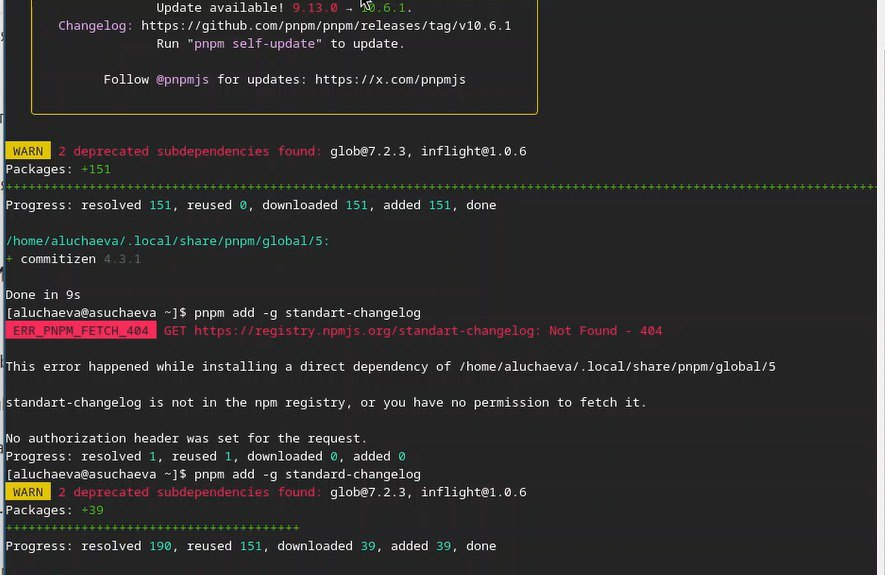 Update available! 9.13.0 → 10.6.1.
Changelog: https://github.com/pnpm/pnpm/releases/tag/v10.6.1
Run "pnpm self-update" to update.
Follow @pnpmjs for updates: https://x.com/pnpmjs
WARN 2 deprecated subdependencies found: glob@7.2.3, inflight@1.0.6
Packages: +151
++++++++++++++++++++++++++++++++++++++++++++++++++++++++++++++++++++++++++++++++++++++++++++++++++++++++++++++++++++++++
Progress: resolved 151, reused 0, downloaded 151, added 151, done
/home/aluchaeva/.local/share/pnpm/global/5:
+ commitizen 4.3.1
Done in 9s
[aluchaeva@asuchaeva ~]$ pnpm add -g standart-changelog
ERR_PNPM_FETCH_404 GET https://registry.npmjs.org/standart-changelog: Not Found - 404
This error happened while installing a direct dependency of /home/aluchaeva/.local/share/pnpm/global/5
standart-changelog is not in the npm registry, or you have no permission to fetch it.
No authorization header was set for the request.
Progress: resolved 1, reused 1, downloaded 0, added 0
[aluchaeva@asuchaeva ~]$ pnpm add -g standard-changelog
WARN 2 deprecated subdependencies found: glob@7.2.3, inflight@1.0.6
Packages: +39
+++++++++++++++++++++++++++++++++++++++
Progress: resolved 190, reused 151, downloaded 39, added 39, done